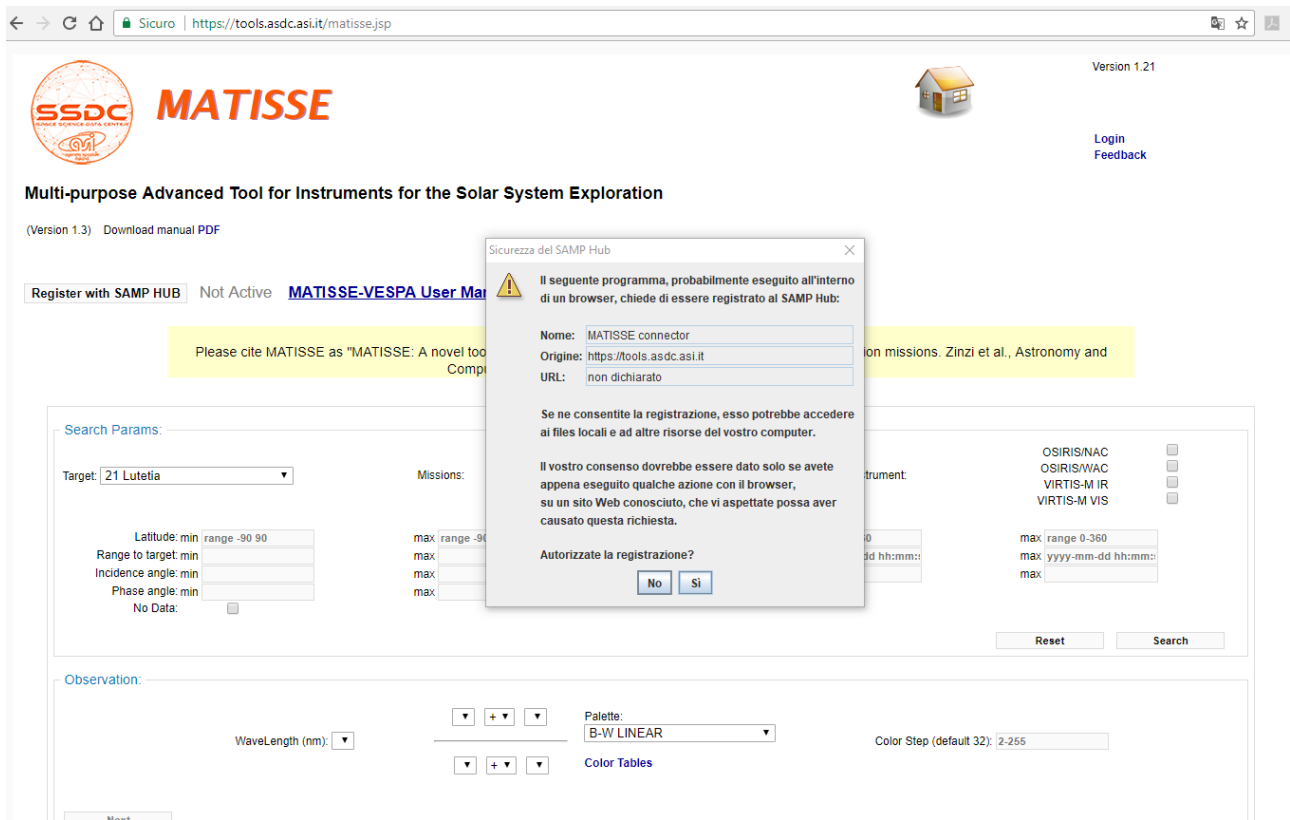 Sicuro | https://tools.asdc.asi.it/matisse.jsp
SSDC
SPACE SCIENCE DATA CENTER
asi
MATISSE
Version 1.21
Login
Feedback
Multi-purpose Advanced Tool for Instruments for the Solar System Exploration
(Version 1.3) Download manual PDF
Register with SAMP HUB Not Active MATISSE-VESPA User Mar
Please cite MATISSE as "MATISSE: A novel too
ion missions. Zinzi et al., Astronomy and
Compu
Sicurezza del SAMP Hub
Il seguente programma, probabilmente eseguito all'interno
di un browser, chiede di essere registrato al SAMP Hub:
Nome: MATISSE connector
Origine: https://tools.asdc.asi.it
URL: non dichiarato
Se ne consentite la registrazione, esso potrebbe accedere
ai files locali e ad altre risorse del vostro computer.
Il vostro consenso dovrebbe essere dato solo se avete
appena eseguito qualche azione con il browser,
su un sito Web conosciuto, che vi aspettate possa aver
causato questa richiesta.
Autorizzate la registrazione?
No Sì
Search Params:
Target: 21 Lutetia
Missions:
strument:
OSIRIS/NAC
OSIRIS/WAC
VIRTIS-M IR
VIRTIS-M VIS
Latitude: min range -90 90 max range -90 60 max range 0-360
Range to target: min max dd hh:mm:s max yyyy-mm-dd hh:mm:
Incidence angle: min max max
Phase angle: min max
No Data:
Reset Search
Observation:
WaveLength (nm):
+
+
Palette:
B-W LINEAR
Color Tables
Color Step (default 32): 2-255
Next